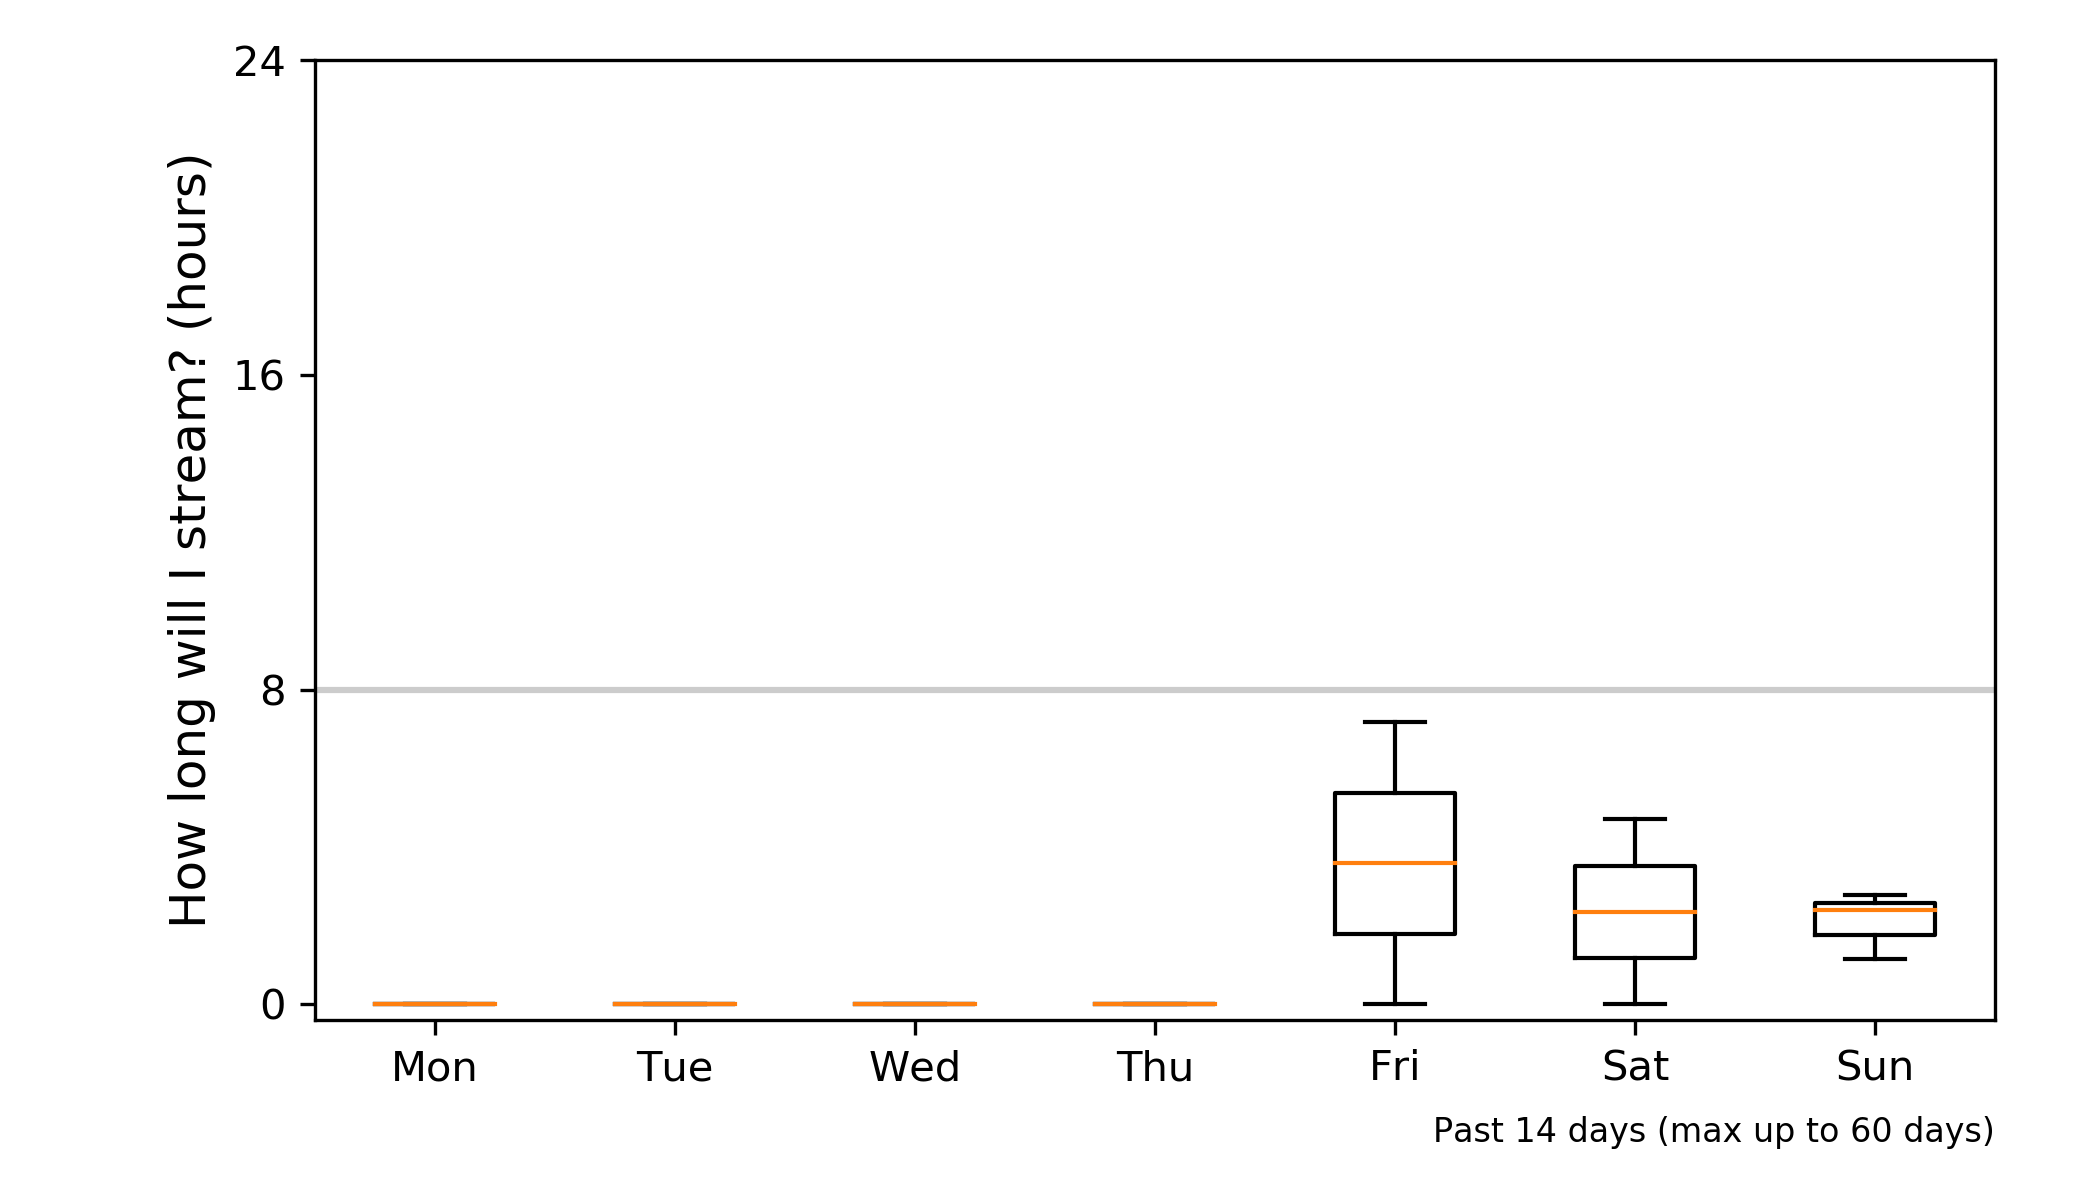 How long will I stream? (hours)
24
16
8
0
Mon Tue Wed Thu Fri Sat Sun
Past 14 days (max up to 60 days)